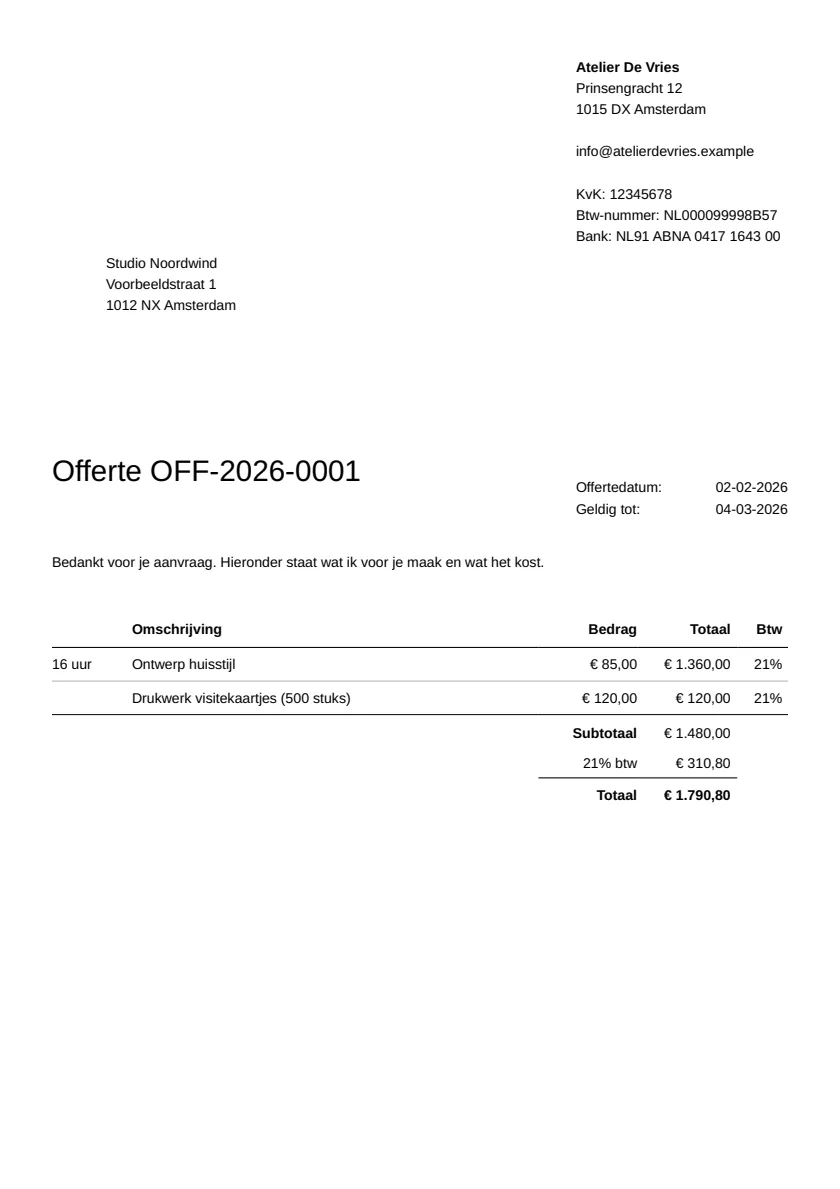 Atelier De Vries
Prinsengracht 12
1015 DX Amsterdam
info@atelierdevries.example
KvK: 12345678
Btw-nummer: NL000099998B57
Bank: NL91 ABNA 0417 1643 00
Studio Noordwind
Voorbeeldstraat 1
1012 NX Amsterdam
Offerte OFF-2026-0001
Offertedatum: 02-02-2026
Geldig tot: 04-03-2026
Bedankt voor je aanvraag. Hieronder staat wat ik voor je maak en wat het kost.
Omschrijving Bedrag Totaal Btw
16 uur Ontwerp huisstijl € 85,00 € 1.360,00 21%
Drukwerk visitekaartjes (500 stuks) € 120,00 € 120,00 21%
Subtotaal € 1.480,00
21% btw € 310,80
Totaal € 1.790,80